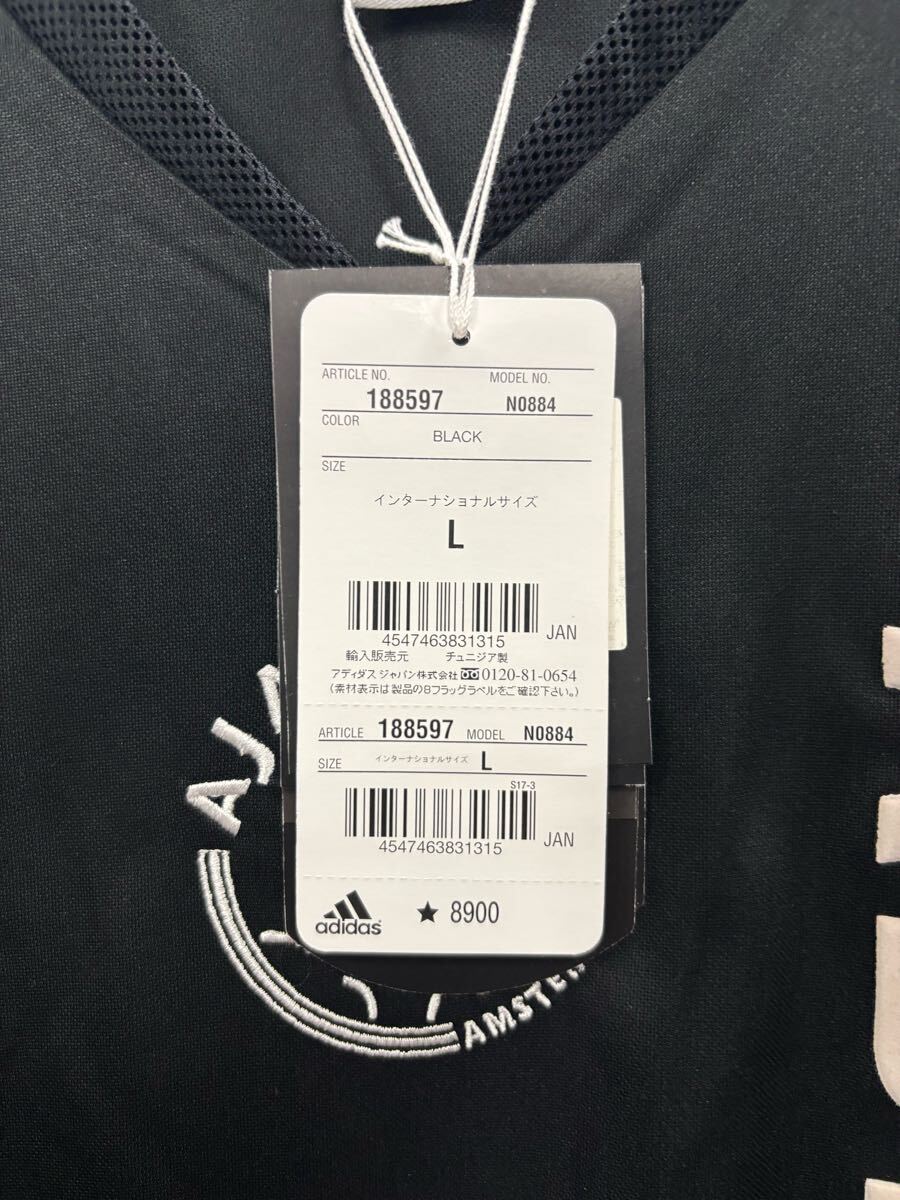 ARTICLE NO. MODEL NO.
188597 N0884
COLOR
BLACK
SIZE
インターナショナルサイズ
L
4547463831315 JAN
輸入販売元 チュニジア製
アディダス ジャパン株式会社 0120-81-0654
(素材表示は製品のBフラッグラベルをご確認下さい。)
ARTICLE 188597 MODEL N0884
SIZE インターナショナルサイズ L
S17-3
4547463831315 JAN
adidas ★ 8900
AJA
AMSTER